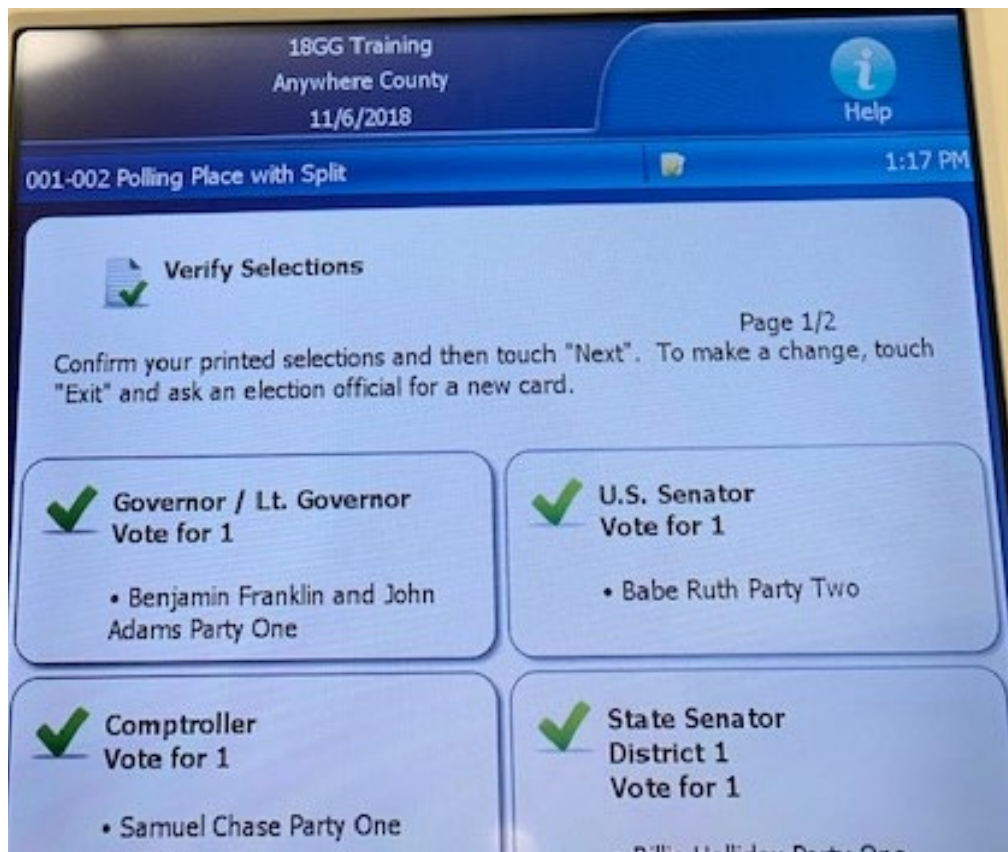 18GG Training
Anywhere County
11/6/2018
Help
001-002 Polling Place with Split
1:17 PM
Verify Selections
Page 1/2
Confirm your printed selections and then touch "Next". To make a change, touch
"Exit" and ask an election official for a new card.
Governor / Lt. Governor
Vote for 1
• Benjamin Franklin and John
Adams Party One
U.S. Senator
Vote for 1
• Babe Ruth Party Two
Comptroller
Vote for 1
• Samuel Chase Party One
State Senator
District 1
Vote for 1
Billie Holliday Party One